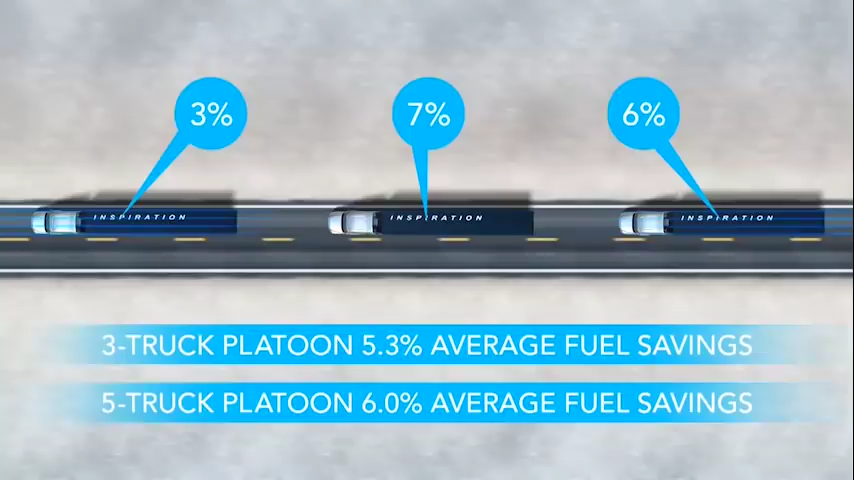 3%
7%
6%
INSPIRATION
INSPIRATION
INSPIRATION
3-TRUCK PLATOON 5.3% AVERAGE FUEL SAVINGS
5-TRUCK PLATOON 6.0% AVERAGE FUEL SAVINGS